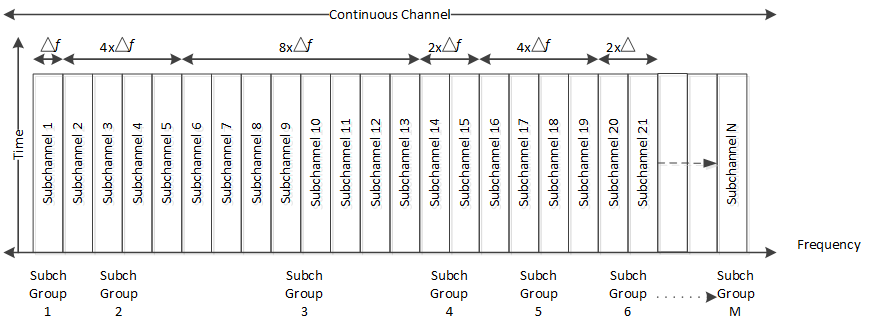 Continuous Channel
△f
4x△f
8x△f
2x△f
4x△f
2x△
Time
Subchannel 1
Subchannel 2
Subchannel 3
Subchannel 4
Subchannel 5
Subchannel 6
Subchannel 7
Subchannel 8
Subchannel 9
Subchannel 10
Subchannel 11
Subchannel 12
Subchannel 13
Subchannel 14
Subchannel 15
Subchannel 16
Subchannel 17
Subchannel 18
Subchannel 19
Subchannel 20
Subchannel 21
Subchannel N
Frequency
Subch
Group
1
Subch
Group
2
Subch
Group
3
Subch
Group
4
Subch
Group
5
Subch
Group
6
Subch
Group
M